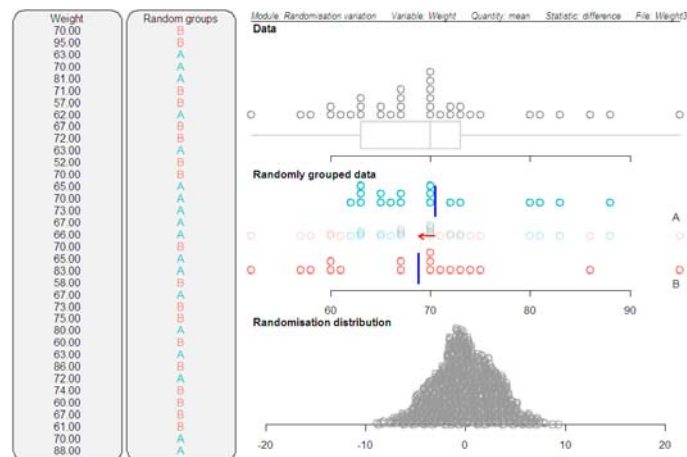 Weight Random groups
70.00 B
95.00 B
63.00 A
70.00 A
81.00 A
71.00 B
57.00 B
62.00 A
67.00 B
72.00 B
63.00 A
52.00 B
70.00 B
65.00 A
70.00 A
73.00 A
67.00 A
66.00 A
70.00 B
65.00 A
83.00 A
58.00 B
67.00 A
73.00 B
75.00 B
80.00 A
60.00 B
63.00 A
86.00 B
72.00 A
74.00 B
60.00 B
67.00 B
61.00 B
70.00 A
88.00 A
Module: Randomisation variation Variable: Weight Quantity: mean Statistic: difference File: Weight3
Data
Randomly grouped data
A
B
60 70 80 90
Randomisation distribution
-20 -10 0 10 20